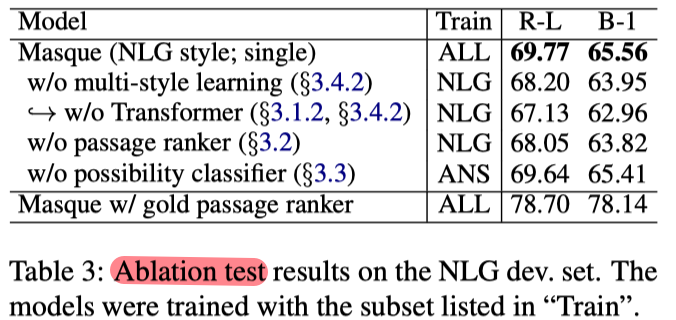 Model Train R-L B-1
Masque (NLG style; single) ALL 69.77 65.56
w/o multi-style learning (§3.4.2) NLG 68.20 63.95
↪ w/o Transformer (§3.1.2, §3.4.2) NLG 67.13 62.96
w/o passage ranker (§3.2) NLG 68.05 63.82
w/o possibility classifier (§3.3) ANS 69.64 65.41
Masque w/ gold passage ranker ALL 78.70 78.14
Table 3: Ablation test results on the NLG dev. set. The
models were trained with the subset listed in “Train”.